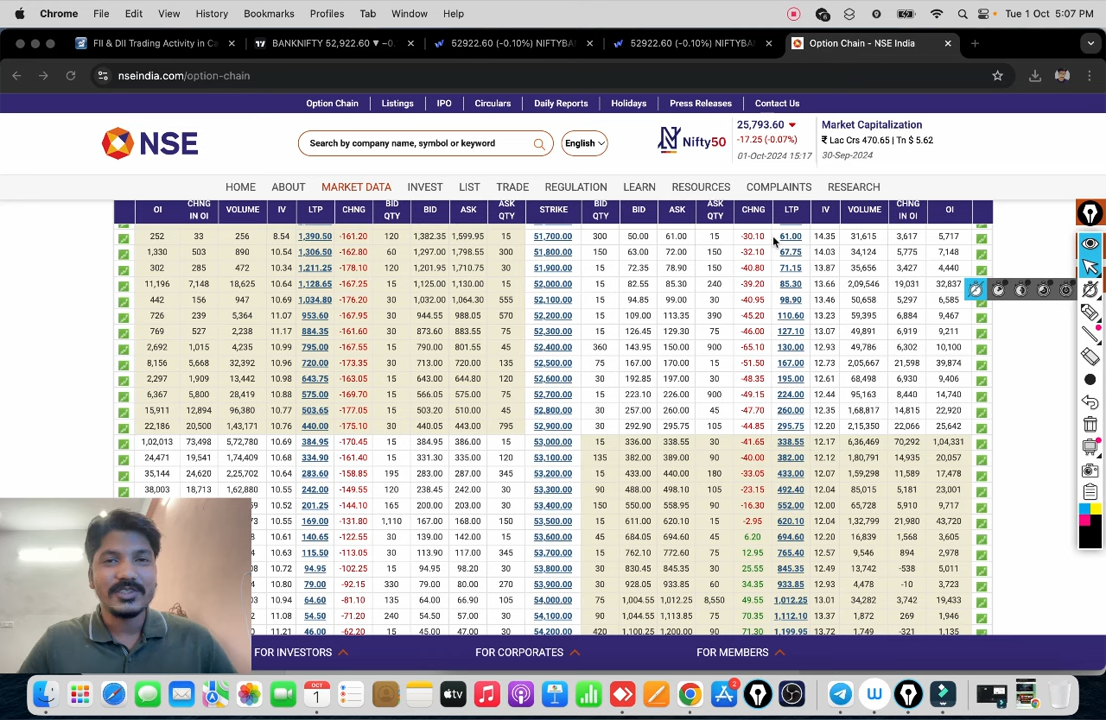 Chrome File Edit View History Bookmarks Profiles Tab Window Help Tue 1 Oct 5:07 PM
FII & DII Trading Activity in Ca BANKNIFTY 52,922.60 ▼ −0. 52922.60 (-0.10%) NIFTYBA 52922.60 (-0.10%) NIFTYBA Option Chain - NSE India
nseindia.com/option-chain
Option Chain Listings IPO Circulars Daily Reports Holidays Press Releases Contact Us
NSE Search by company name, symbol or keyword English Nifty50
25,793.60 Market Capitalization
-17.25 (-0.07%) ₹ Lac Crs 470.65 | Tn $ 5.62
01-Oct-2024 15:17 30-Sep-2024
HOME ABOUT MARKET DATA INVEST LIST TRADE REGULATION LEARN RESOURCES COMPLAINTS RESEARCH
OI CHNG IN OI VOLUME IV LTP CHNG BID QTY BID ASK ASK QTY STRIKE BID QTY BID ASK ASK QTY CHNG LTP IV VOLUME CHNG IN OI OI
252 33 256 8.54 1,390.50 -161.20 120 1,382.35 1,599.95 15 51,700.00 300 50.00 61.00 15 -30.10 61.00 14.35 31,615 3,617 5,717
1,330 503 890 10.54 1,306.50 -162.80 60 1,297.00 1,798.55 300 51,800.00 150 63.00 72.00 150 -32.10 67.75 14.03 34,124 5,775 7,148
302 285 472 10.34 1,211.25 -178.10 120 1,201.95 1,710.75 30 51,900.00 15 72.35 78.90 150 -40.80 71.15 13.87 35,656 3,427 4,440
11,196 7,148 18,625 10.64 1,128.65 -167.25 15 1,125.00 1,130.00 15 52,000.00 15 82.55 85.30 240 -39.20 85.30 13.66 2,09,546 19,031 32,837
442 156 947 10.69 1,034.80 -176.20 30 1,032.00 1,064.30 555 52,100.00 15 94.85 99.00 30 -40.95 98.90 13.46 50,658 5,297 6,585
726 239 5,364 11.07 953.60 -167.95 30 944.55 988.05 570 52,200.00 15 109.00 113.35 390 -45.20 110.60 13.23 59,395 6,884 9,467
769 527 2,238 11.17 884.35 -161.60 30 873.60 883.55 75 52,300.00 15 126.45 129.30 75 -46.00 127.10 13.07 49,891 6,919 9,211
2,692 1,015 4,235 10.99 795.00 -167.55 15 790.00 801.55 45 52,400.00 360 143.95 150.00 90 -65.10 130.00 12.93 49,786 6,302 10,100
8,156 5,668 32,392 10.96 720.00 -173.35 30 713.00 720.00 135 52,500.00 75 167.00 170.00 15 -51.50 167.00 12.73 2,05,667 21,598 39,874
2,297 1,909 13,442 10.98 643.75 -163.05 15 643.00 644.80 120 52,600.00 30 192.85 197.00 30 -48.35 195.00 12.61 68,498 6,930 9,406
6,367 5,800 28,419 10.88 575.00 -169.70 15 566.05 575.00 75 52,700.00 15 223.10 226.00 90 -49.15 224.00 12.44 95,163 8,440 14,740
15,911 12,894 96,380 10.77 503.65 -177.05 15 503.20 510.00 45 52,800.00 30 257.00 260.00 45 -47.70 260.00 12.35 1,68,817 14,815 22,920
22,186 20,500 1,43,171 10.76 440.00 -175.10 30 440.05 443.00 795 52,900.00 30 292.90 295.75 105 -44.85 295.75 12.20 2,15,350 22,066 25,642
1,02,013 73,498 5,72,780 10.69 384.95 -170.45 15 384.95 386.00 15 53,000.00 15 336.00 338.55 30 -41.65 338.55 12.17 6,36,469 70,292 1,04,331
24,471 19,541 1,74,409 10.68 334.90 -161.40 15 331.30 335.00 120 53,100.00 135 382.00 389.00 90 -40.00 382.00 12.12 1,80,791 14,935 20,057
35,144 24,620 2,25,702 10.64 283.60 -158.85 195 283.00 287.00 345 53,200.00 30 433.00 440.00 180 -33.05 433.00 12.07 1,59,298 11,589 17,478
38,003 18,713 1,62,880 10.55 242.00 -149.55 120 238.45 242.00 30 53,300.00 90 488.00 498.10 105 -23.15 492.40 12.04 85,015 5,181 23,001
10.52 201.25 -144.10 165 200.00 203.00 30 53,400.00 150 550.00 558.95 90 -16.30 552.00 12.00 65,728 5,910 9,717
10.55 169.00 -131.80 1,110 167.00 168.00 150 53,500.00 15 611.00 620.10 15 -2.95 620.10 12.04 1,32,799 21,980 43,720
10.61 140.65 -122.55 30 139.00 142.00 15 53,600.00 45 684.05 694.60 30 6.20 694.60 12.02 16,839 1,568 3,605
10.63 115.50 -113.05 30 113.90 117.00 345 53,700.00 15 762.10 772.60 75 12.95 765.40 12.57 9,546 894 2,978
10.72 94.95 -102.25 15 94.95 98.20 30 53,800.00 30 830.45 845.35 30 25.55 845.35 12.49 13,742 -538 5,011
10.80 79.00 -92.15 330 79.00 80.00 270 53,900.00 30 928.05 933.85 60 34.35 933.85 12.76 4,478 -10 3,723
10.94 64.60 -81.10 135 64.00 66.90 105 54,000.00 75 1,004.55 1,012.25 8,550 49.55 1,012.25 13.01 34,282 3,742 19,433
11.08 54.50 -71.20 240 54.50 57.00 30 54,100.00 90 1,044.55 1,113.85 75 70.35 1,112.10 13.37 1,872 269 1,946
11.21 46.00 -62.20 15 45.00 47.00 30 54,200.00 420 1,100.25 1,200.00 90 71.30 1,199.95 13.72 1,749 -321 1,135
FOR INVESTORS FOR CORPORATES FOR MEMBERS